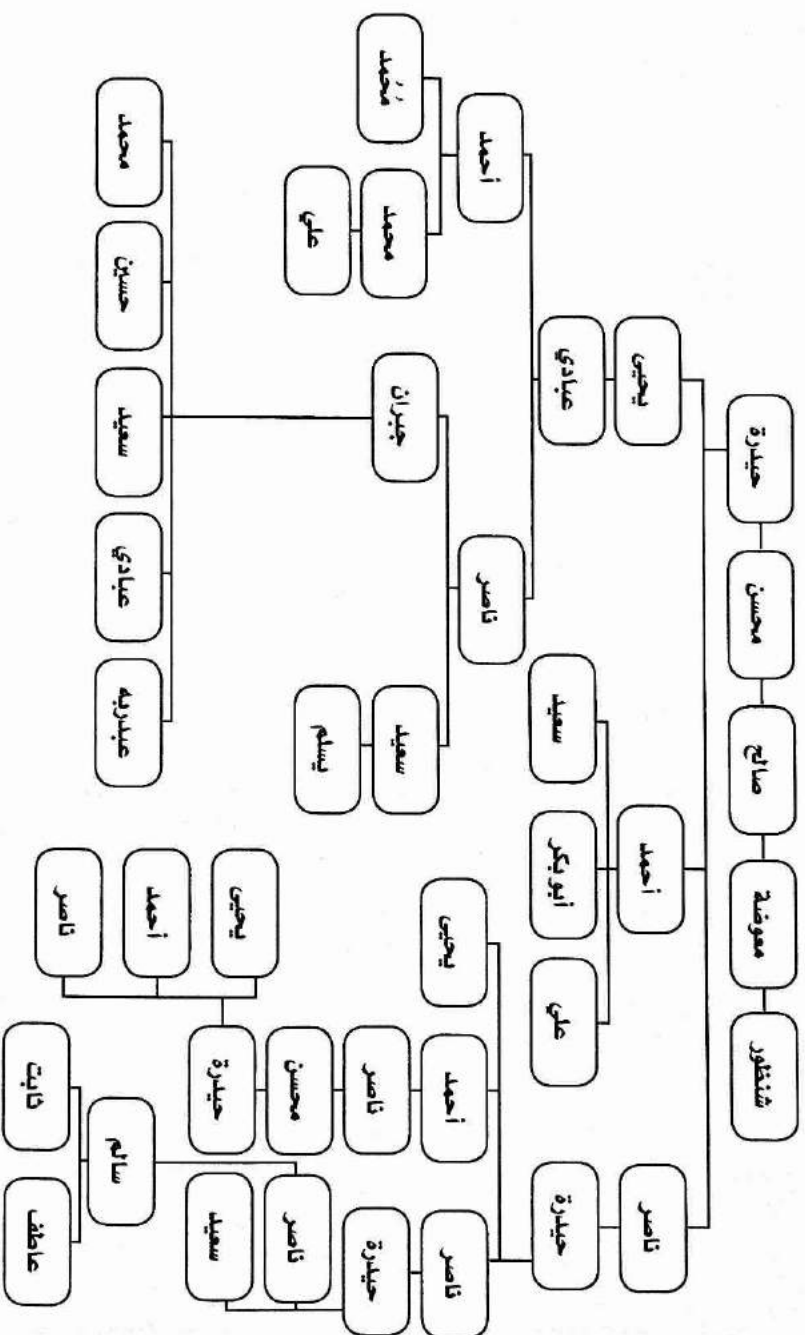 شنظور
معوضة
صالح
محسن
حيدرة
ناصر
أحمد
يحيى
حيدرة
علي
أبوبكر
سعيد
عبادي
ناصر
أحمد
يحيى
ناصر
أحمد
حيدرة
ناصر
سعيد
جبران
محمد
مُحمد
ناصر
محسن
يسلم
علي
سعيد
حيدرة
يحيى
أحمد
ناصر
عبدربه
عبادي
سعيد
حسين
محمد
سالم
عاطف
ثابت